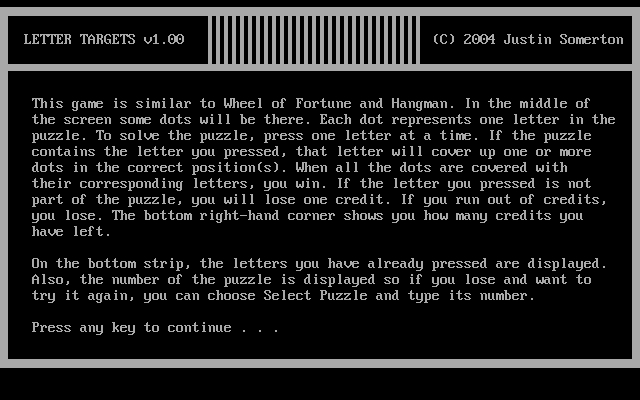 LETTER TARGETS v1.00
(C) 2004 Justin Somerton
This game is similar to Wheel of Fortune and Hangman. In the middle of
the screen some dots will be there. Each dot represents one letter in the
puzzle. To solve the puzzle, press one letter at a time. If the puzzle
contains the letter you pressed, that letter will cover up one or more
dots in the correct position(s). When all the dots are covered with
their corresponding letters, you win. If the letter you pressed is not
part of the puzzle, you will lose one credit. If you run out of credits,
you lose. The bottom right-hand corner shows you how many credits you
have left.
On the bottom strip, the letters you have already pressed are displayed.
Also, the number of the puzzle is displayed so if you lose and want to
try it again, you can choose Select Puzzle and type its number.
Press any key to continue . . .